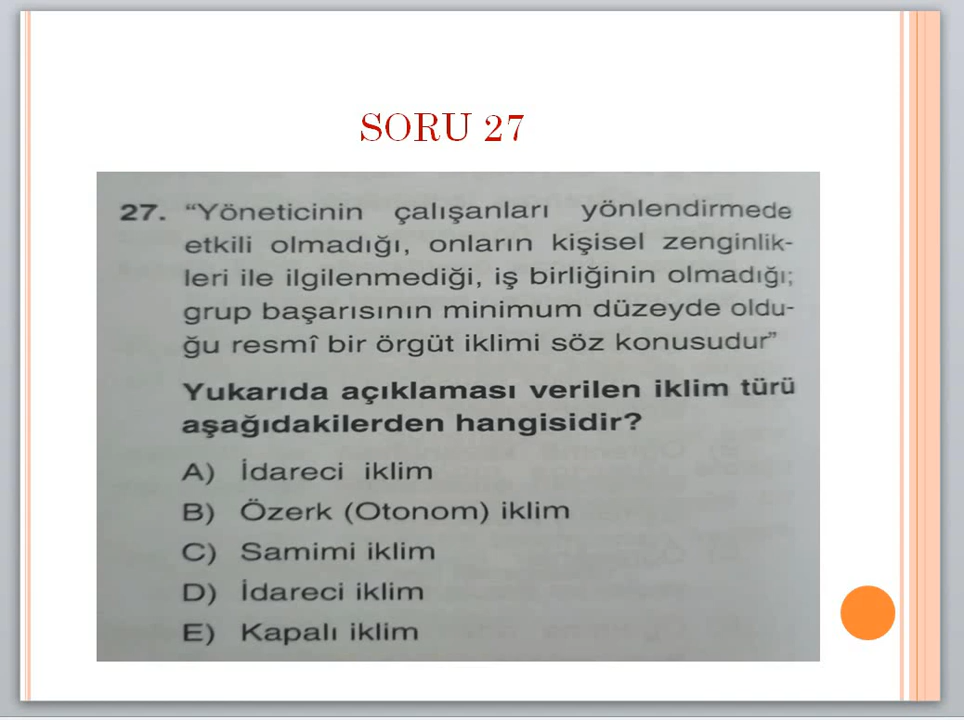 SORU 27
27. “Yöneticinin çalışanları yönlendirmede
etkili olmadığı, onların kişisel zenginlik-
leri ile ilgilenmediği, iş birliğinin olmadığı;
grup başarısının minimum düzeyde oldu-
ğu resmî bir örgüt iklimi söz konusudur”
Yukarıda açıklaması verilen iklim türü
aşağıdakilerden hangisidir?
A) İdareci iklim
B) Özerk (Otonom) iklim
C) Samimi iklim
D) İdareci iklim
E) Kapalı iklim